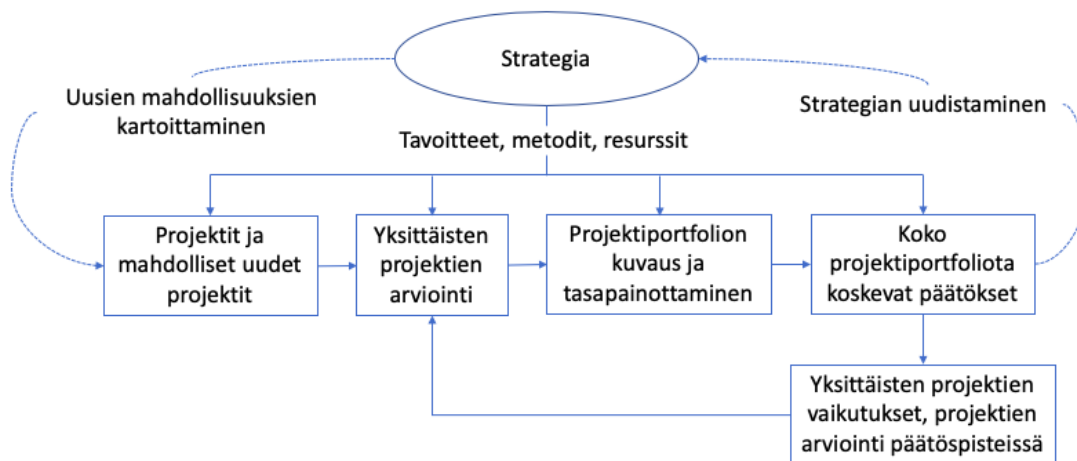 Strategia
Uusien mahdollisuuksien
kartoittaminen
Strategian uudistaminen
Tavoitteet, metodit, resurssit
Projektit ja
mahdolliset uudet
projektit
Yksittäisten
projektien
arviointi
Projektiportfolion
kuvaus ja
tasapainottaminen
Koko
projektiportfoliota
koskevat päätökset
Yksittäisten projektien
vaikutukset, projektien
arviointi päätöspisteissä